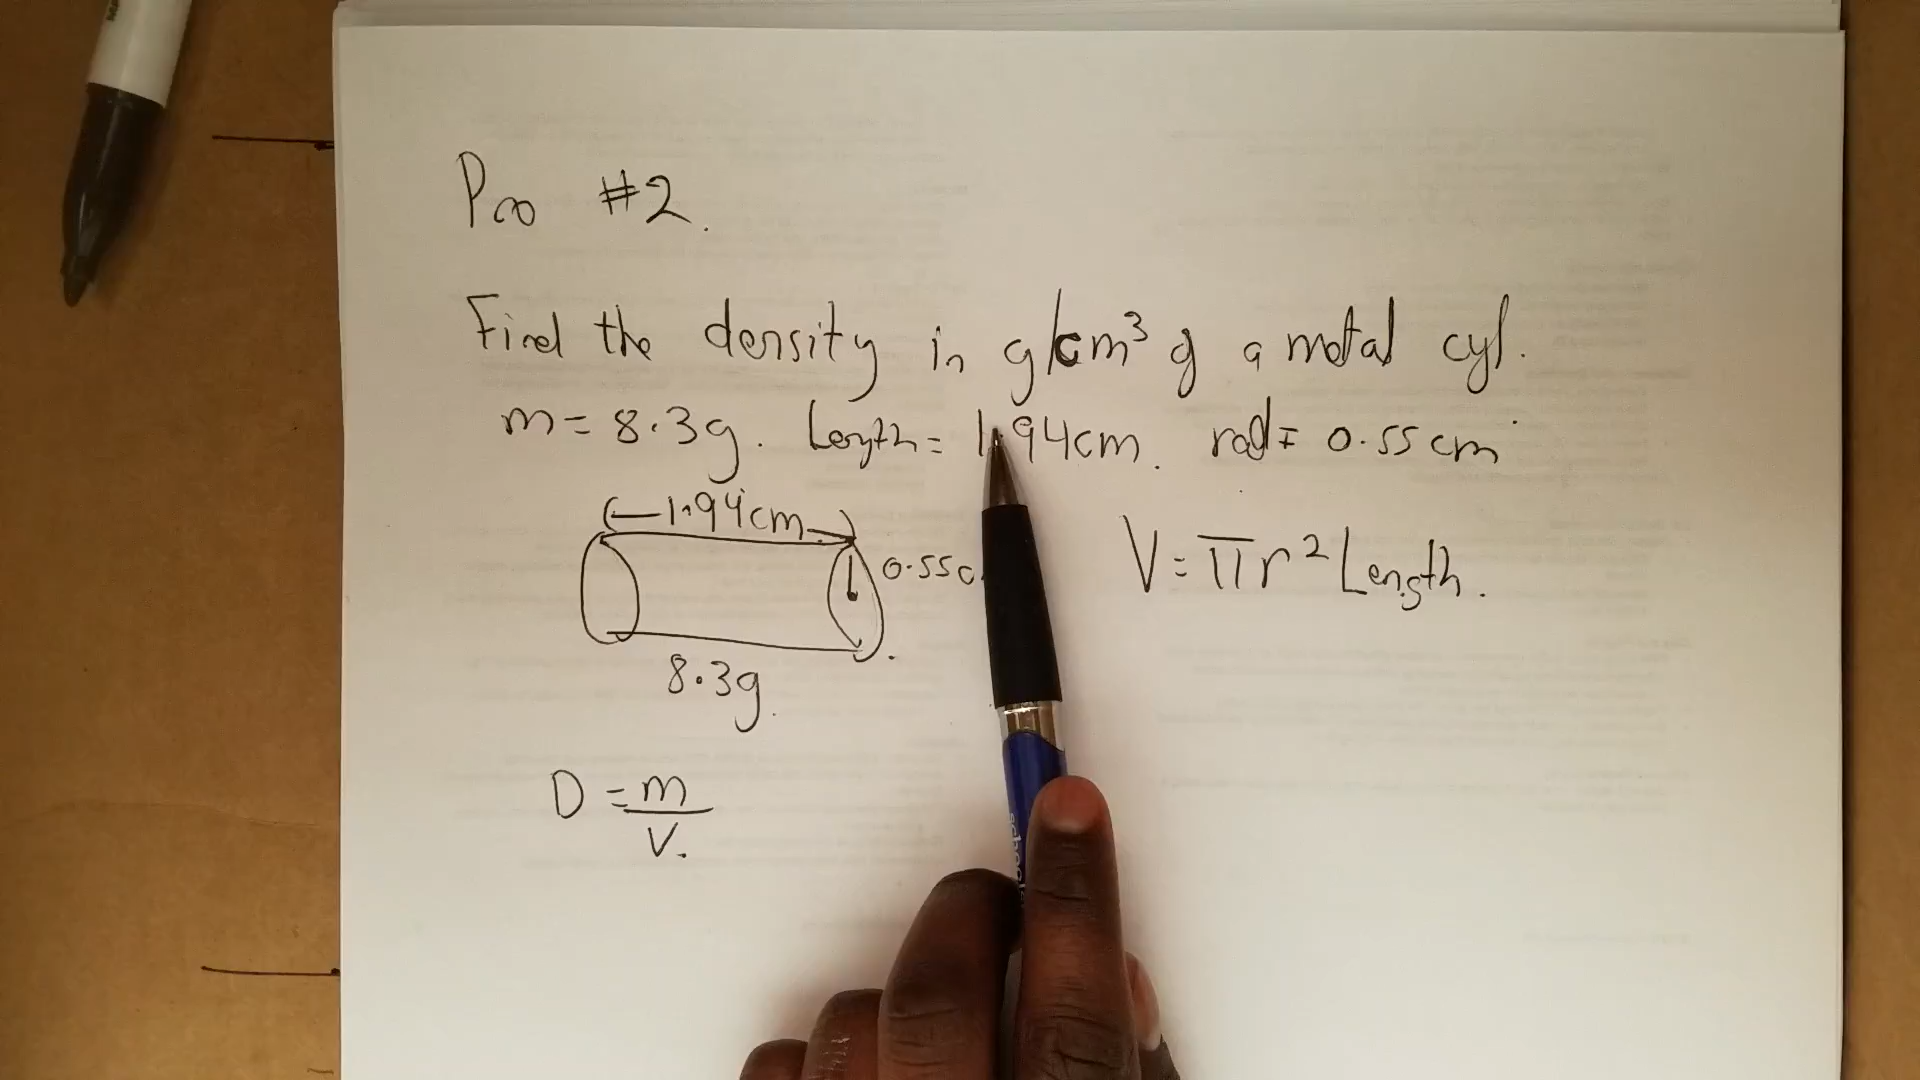 Pro #2.
Find the density in g/cm³ of a metal cyl.
m = 8.3g. Length = 1.94cm. rad = 0.55cm
1.94cm
0.55c
V = πr² Length.
8.3g.
D = m
V.